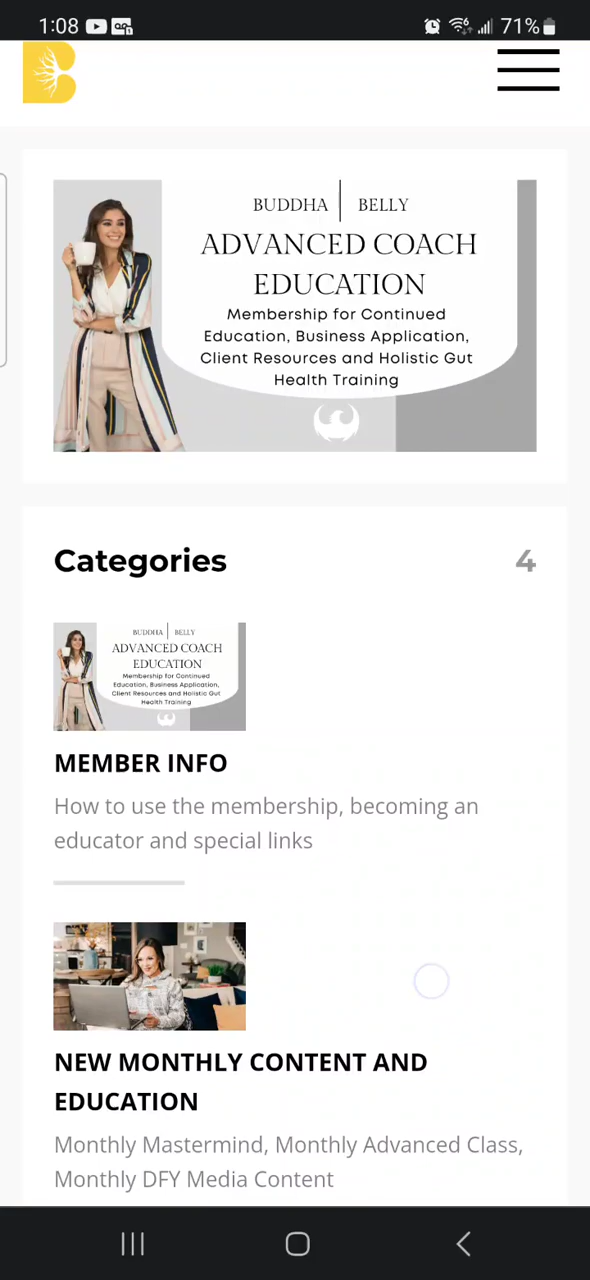 1:08
71%
BUDDHA BELLY
ADVANCED COACH
EDUCATION
Membership for Continued
Education, Business Application,
Client Resources and Holistic Gut
Health Training
Categories 4
BUDDHA BELLY
ADVANCED COACH
EDUCATION
Membership for Continued
Education, Business Application,
Client Resources and Holistic Gut
Health Training
MEMBER INFO
How to use the membership, becoming an
educator and special links
NEW MONTHLY CONTENT AND
EDUCATION
Monthly Mastermind, Monthly Advanced Class,
Monthly DFY Media Content